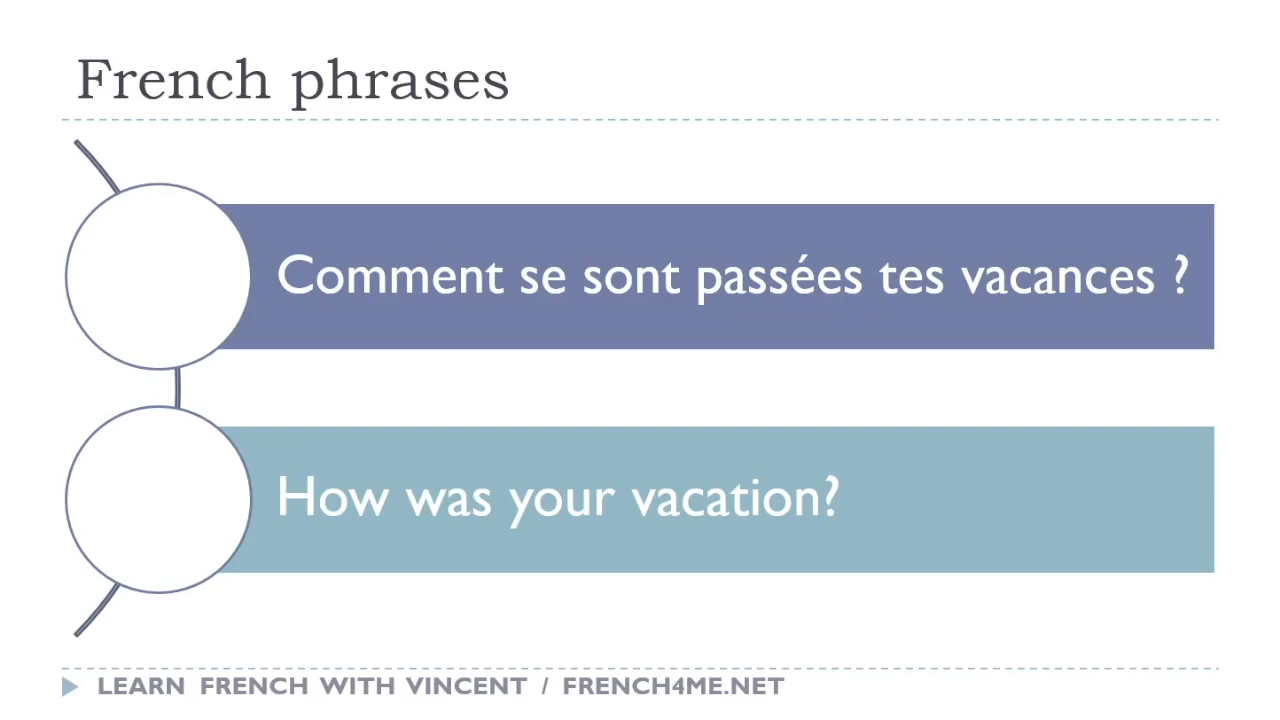 French phrases
Comment se sont passées tes vacances ?
How was your vacation?
LEARN FRENCH WITH VINCENT / FRENCH4ME.NET